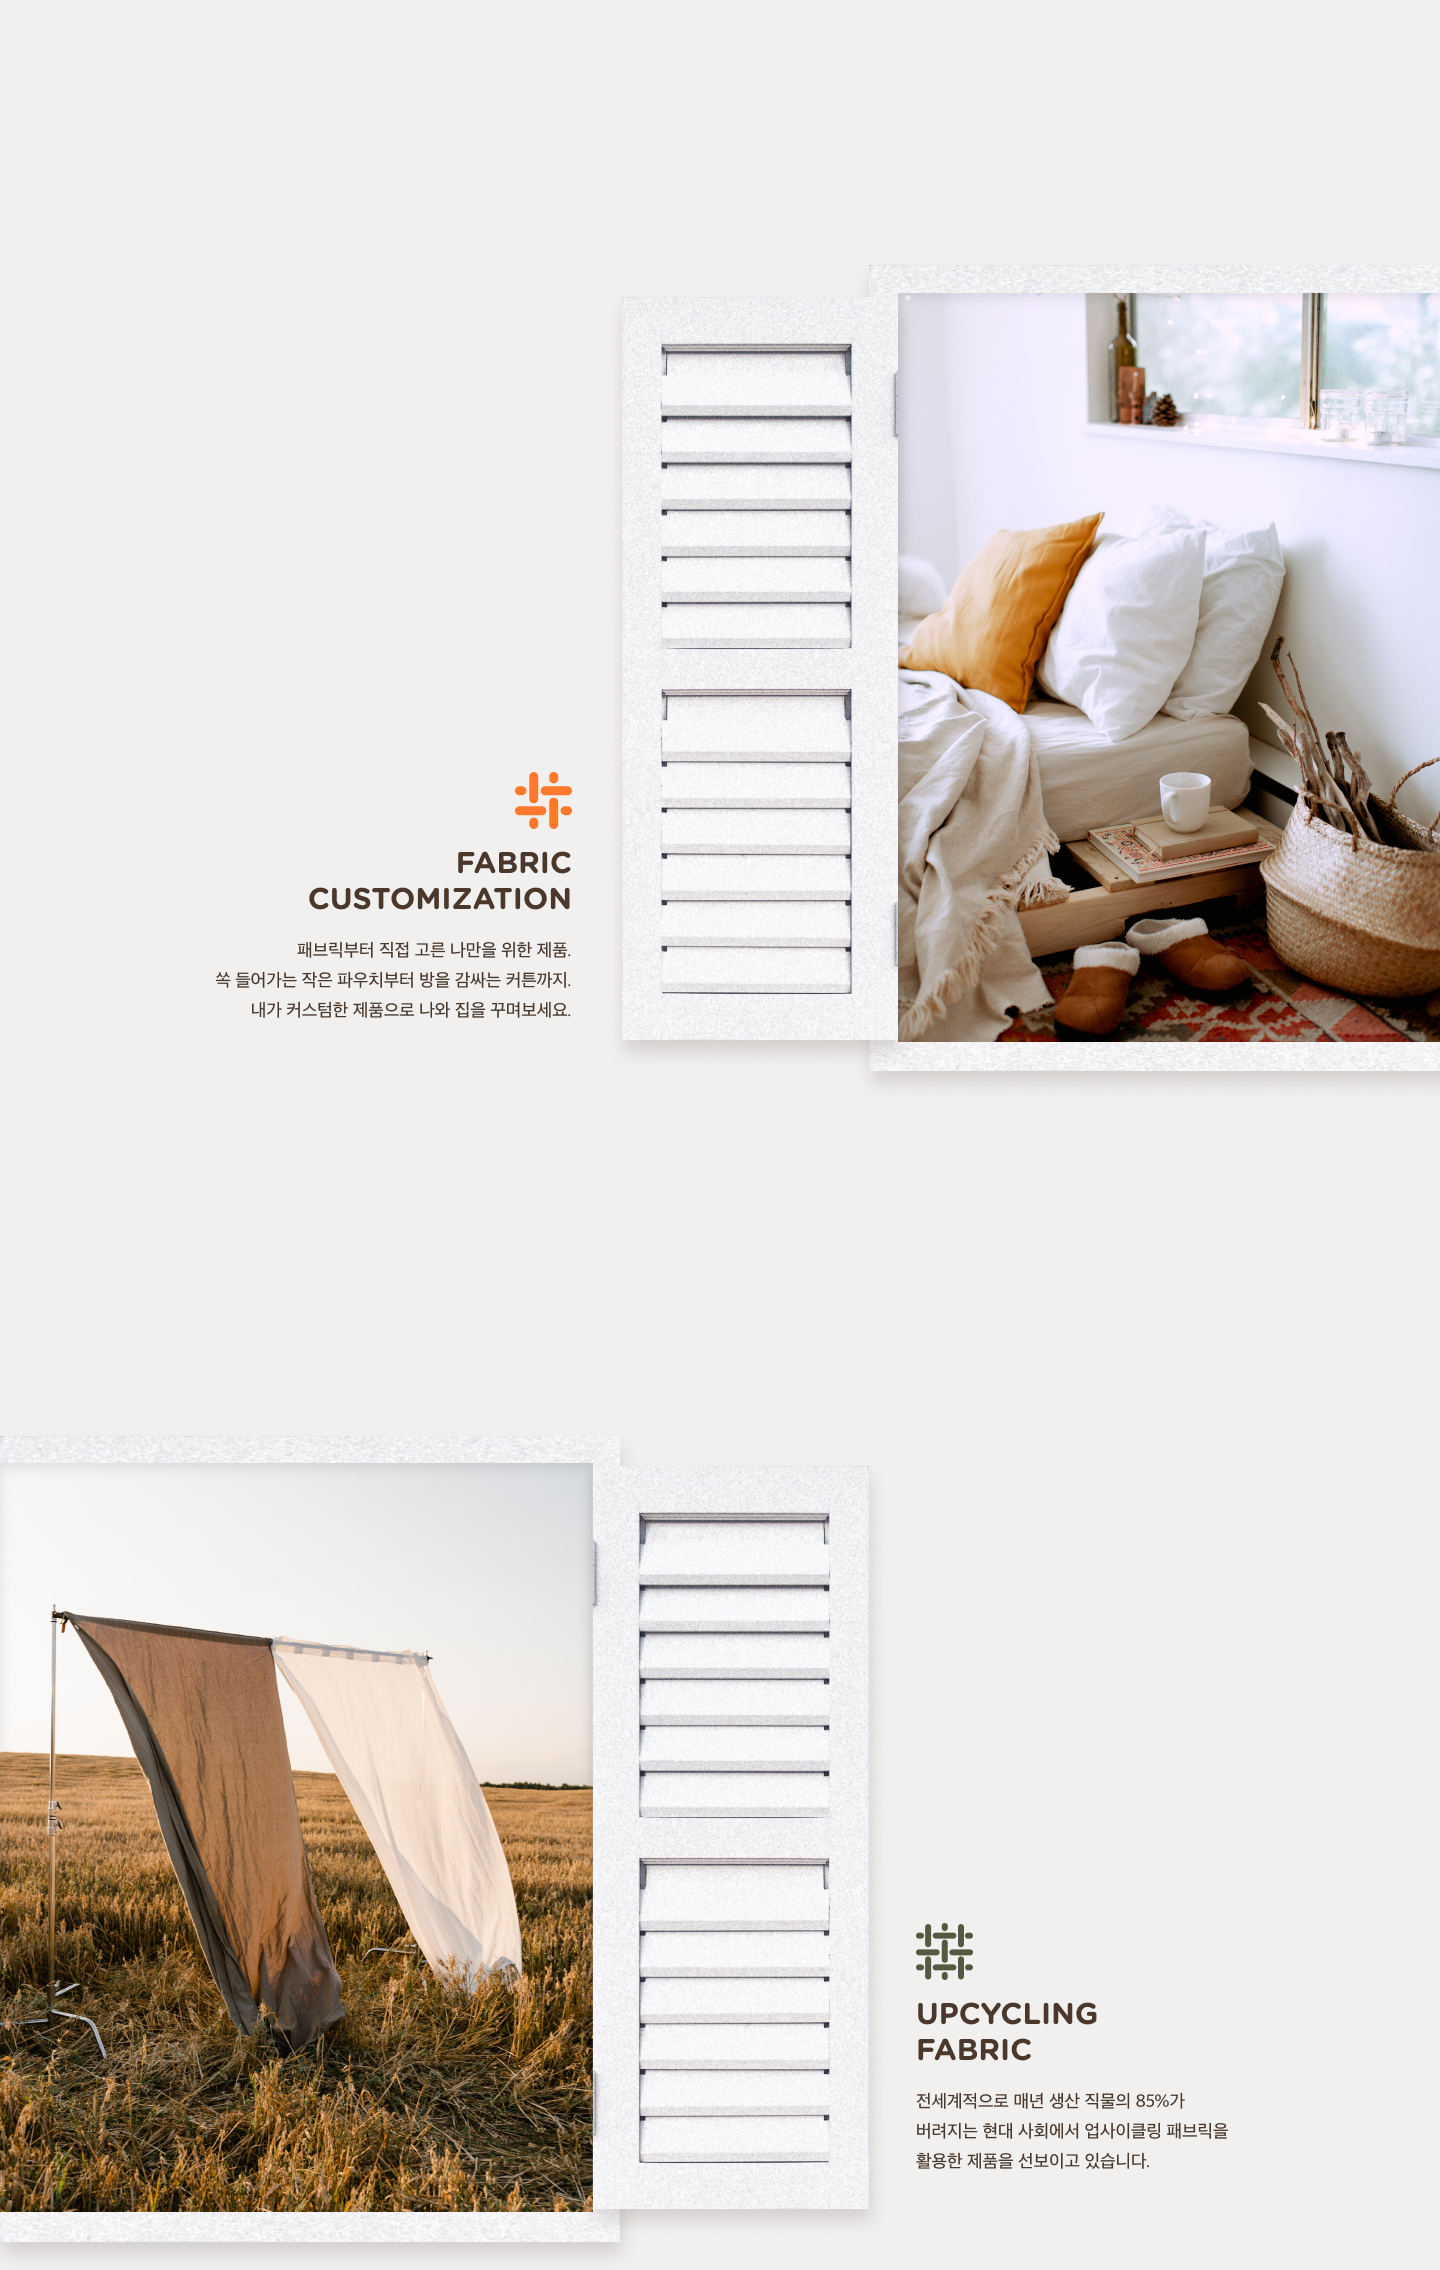 FABRIC
CUSTOMIZATION
패브릭부터 직접 고른 나만을 위한 제품.
쏙 들어가는 작은 파우치부터 방을 감싸는 커튼까지.
내가 커스텀한 제품으로 나와 집을 꾸며보세요.
UPCYCLING
FABRIC
전세계적으로 매년 생산 직물의 85%가
버려지는 현대 사회에서 업사이클링 패브릭을
활용한 제품을 선보이고 있습니다.